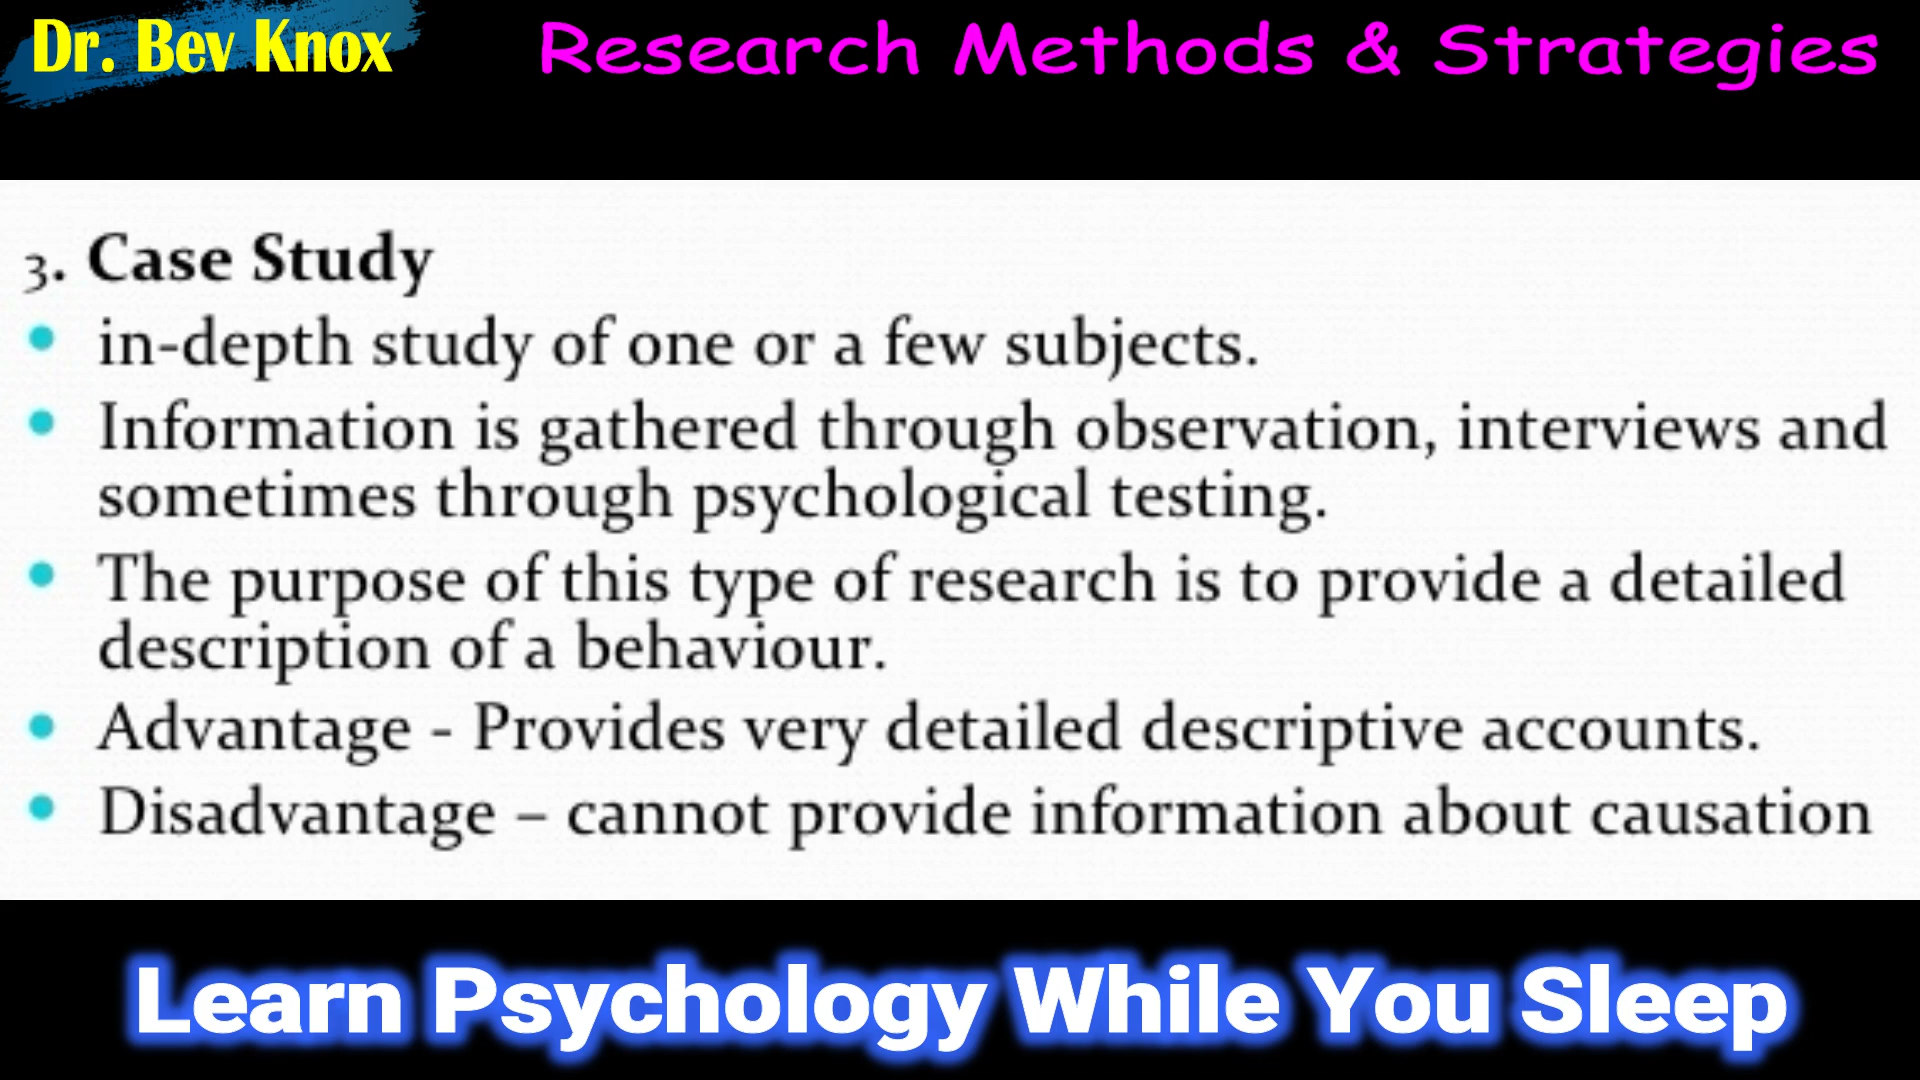 Dr. Bev Knox
Research Methods & Strategies
3. Case Study
• in-depth study of one or a few subjects.
• Information is gathered through observation, interviews and
sometimes through psychological testing.
• The purpose of this type of research is to provide a detailed
description of a behaviour.
• Advantage - Provides very detailed descriptive accounts.
• Disadvantage – cannot provide information about causation
Learn Psychology While You Sleep